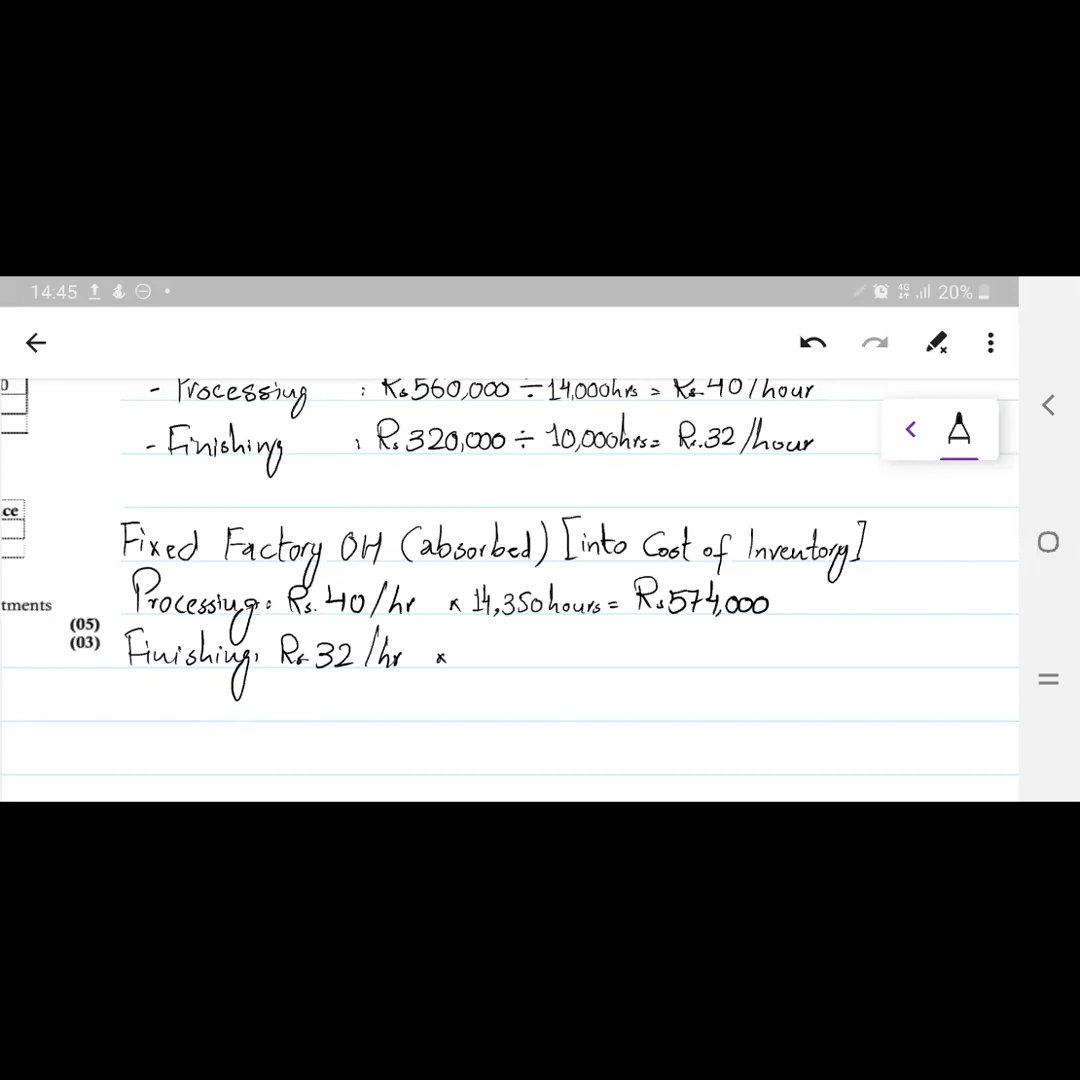 14:45 4G 20%
- Processing : Rs 560,000 ÷ 14,000hrs = Rs. 40/hour
- Finishing : Rs 320,000 ÷ 10,000hrs = Rs. 32/hour
ce
Fixed Factory OH (absorbed) [into Cost of Inventory]
tments
Processing: Rs. 40/hr × 14,350 hours = Rs 574,000
(05)
(03)
Finishing: Rs 32/hr ×